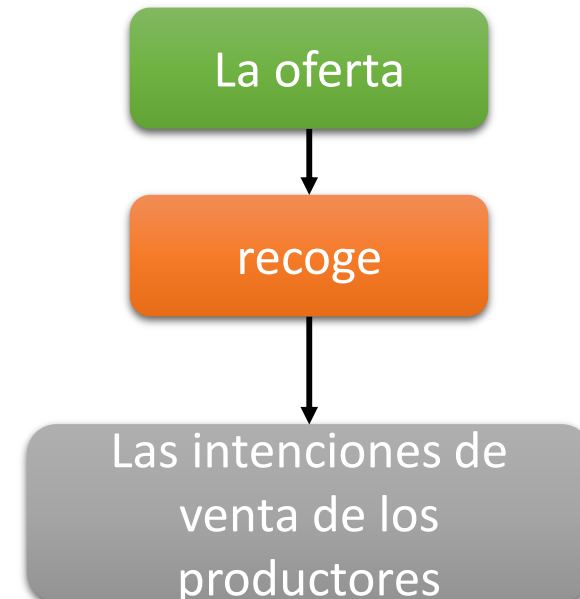 La oferta
recoge
Las intenciones de
venta de los
productores